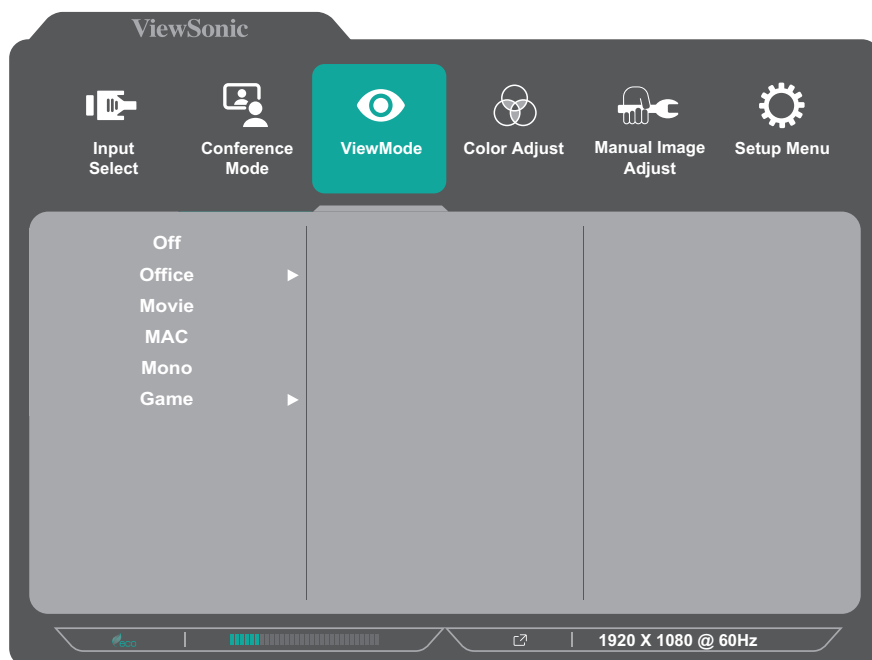 ViewSonic
Input
Select
Conference
Mode
ViewMode
Color Adjust
Manual Image
Adjust
Setup Menu
Off
Office
Movie
MAC
Mono
Game
eco
1920 X 1080 @ 60Hz